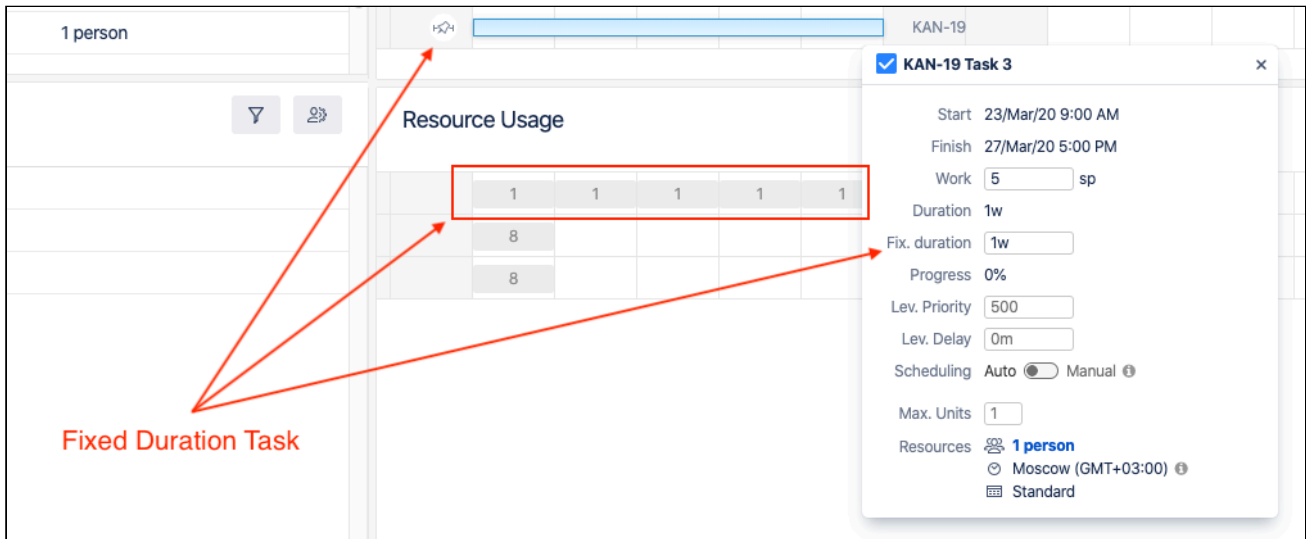 1 person
KAN-19
KAN-19 Task 3
Start 23/Mar/20 9:00 AM
Finish 27/Mar/20 5:00 PM
Work 5 sp
Duration 1w
Fix. duration 1w
Progress 0%
Lev. Priority 500
Lev. Delay 0m
Scheduling Auto Manual
Max. Units 1
Resources 1 person
Moscow (GMT+03:00)
Standard
Resource Usage
1 1 1 1 1
8
8
Fixed Duration Task